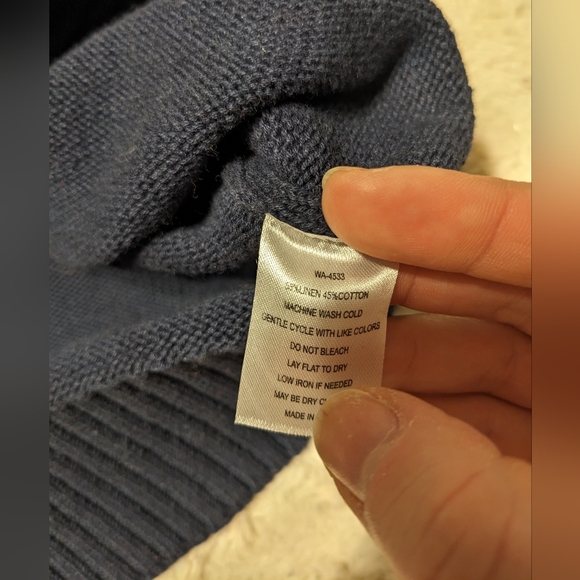 WA-4533
55%LINEN 45%COTTON
MACHINE WASH COLD
GENTLE CYCLE WITH LIKE COLORS
DO NOT BLEACH
LAY FLAT TO DRY
LOW IRON IF NEEDED
MAY BE DRY
MADE IN